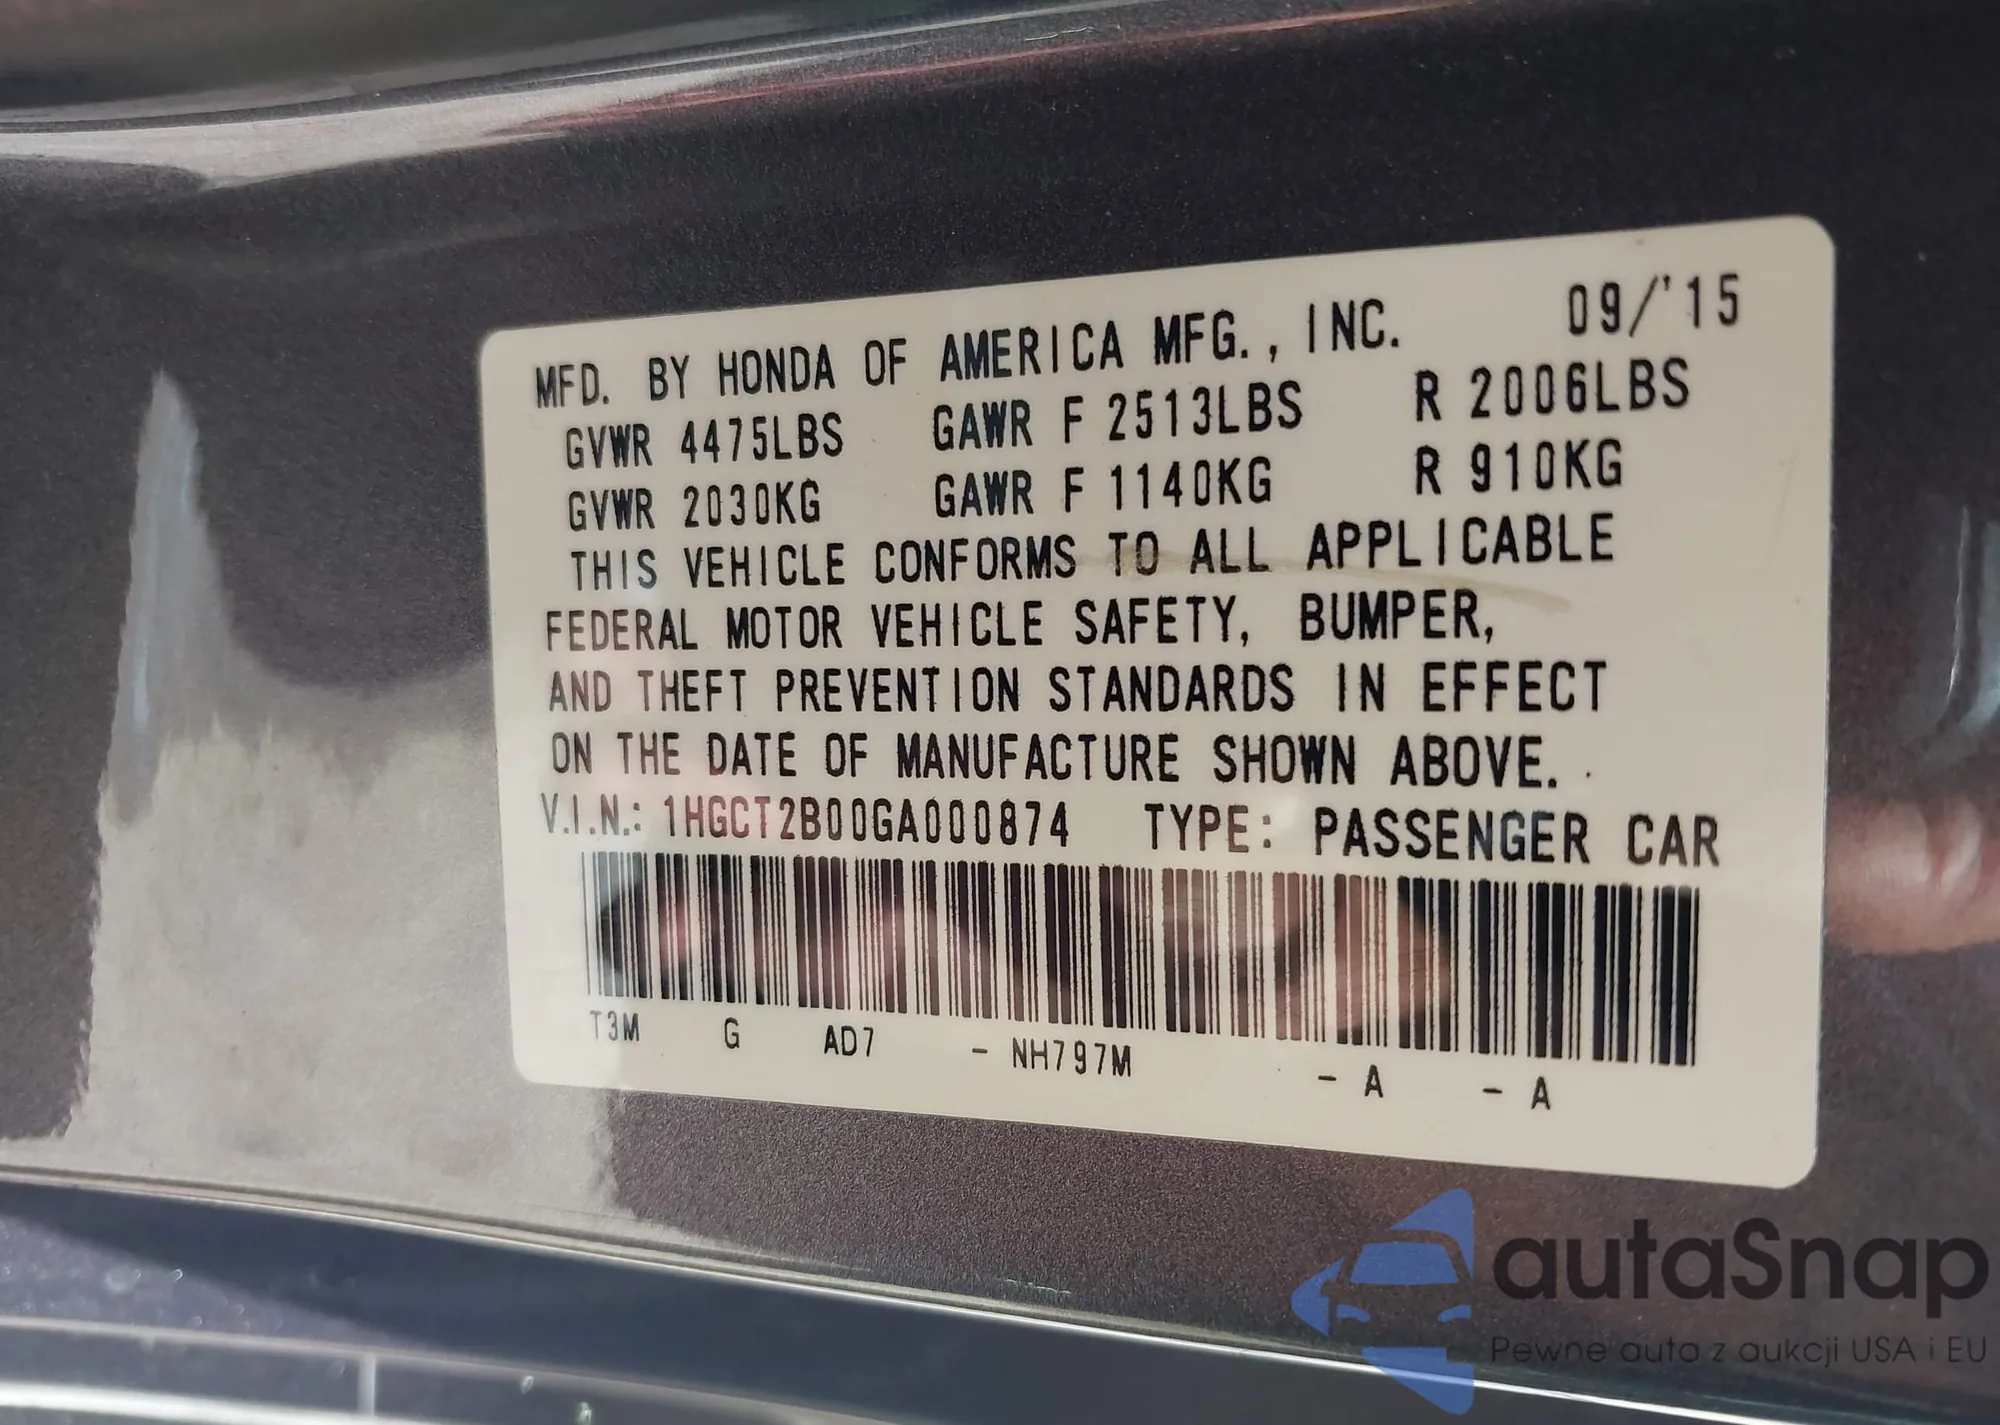 MFD. BY HONDA OF AMERICA MFG., INC. 09/'15
GVWR 4475LBS GAWR F 2513LBS R 2006LBS
GVWR 2030KG GAWR F 1140KG R 910KG
THIS VEHICLE CONFORMS TO ALL APPLICABLE
FEDERAL MOTOR VEHICLE SAFETY, BUMPER,
AND THEFT PREVENTION STANDARDS IN EFFECT
ON THE DATE OF MANUFACTURE SHOWN ABOVE.
V.I.N.: 1HGCT2B00GA000874 TYPE: PASSENGER CAR
T3M G AD7 - NH797M - A - A
autaSnap
Pewne auta z aukcji USA i EU